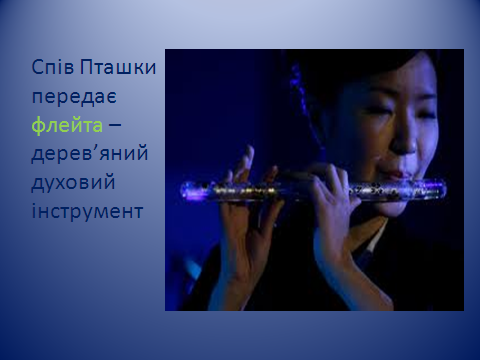 Спів Пташки
передає
флейта –
дерев’яний
духовий
інструмент